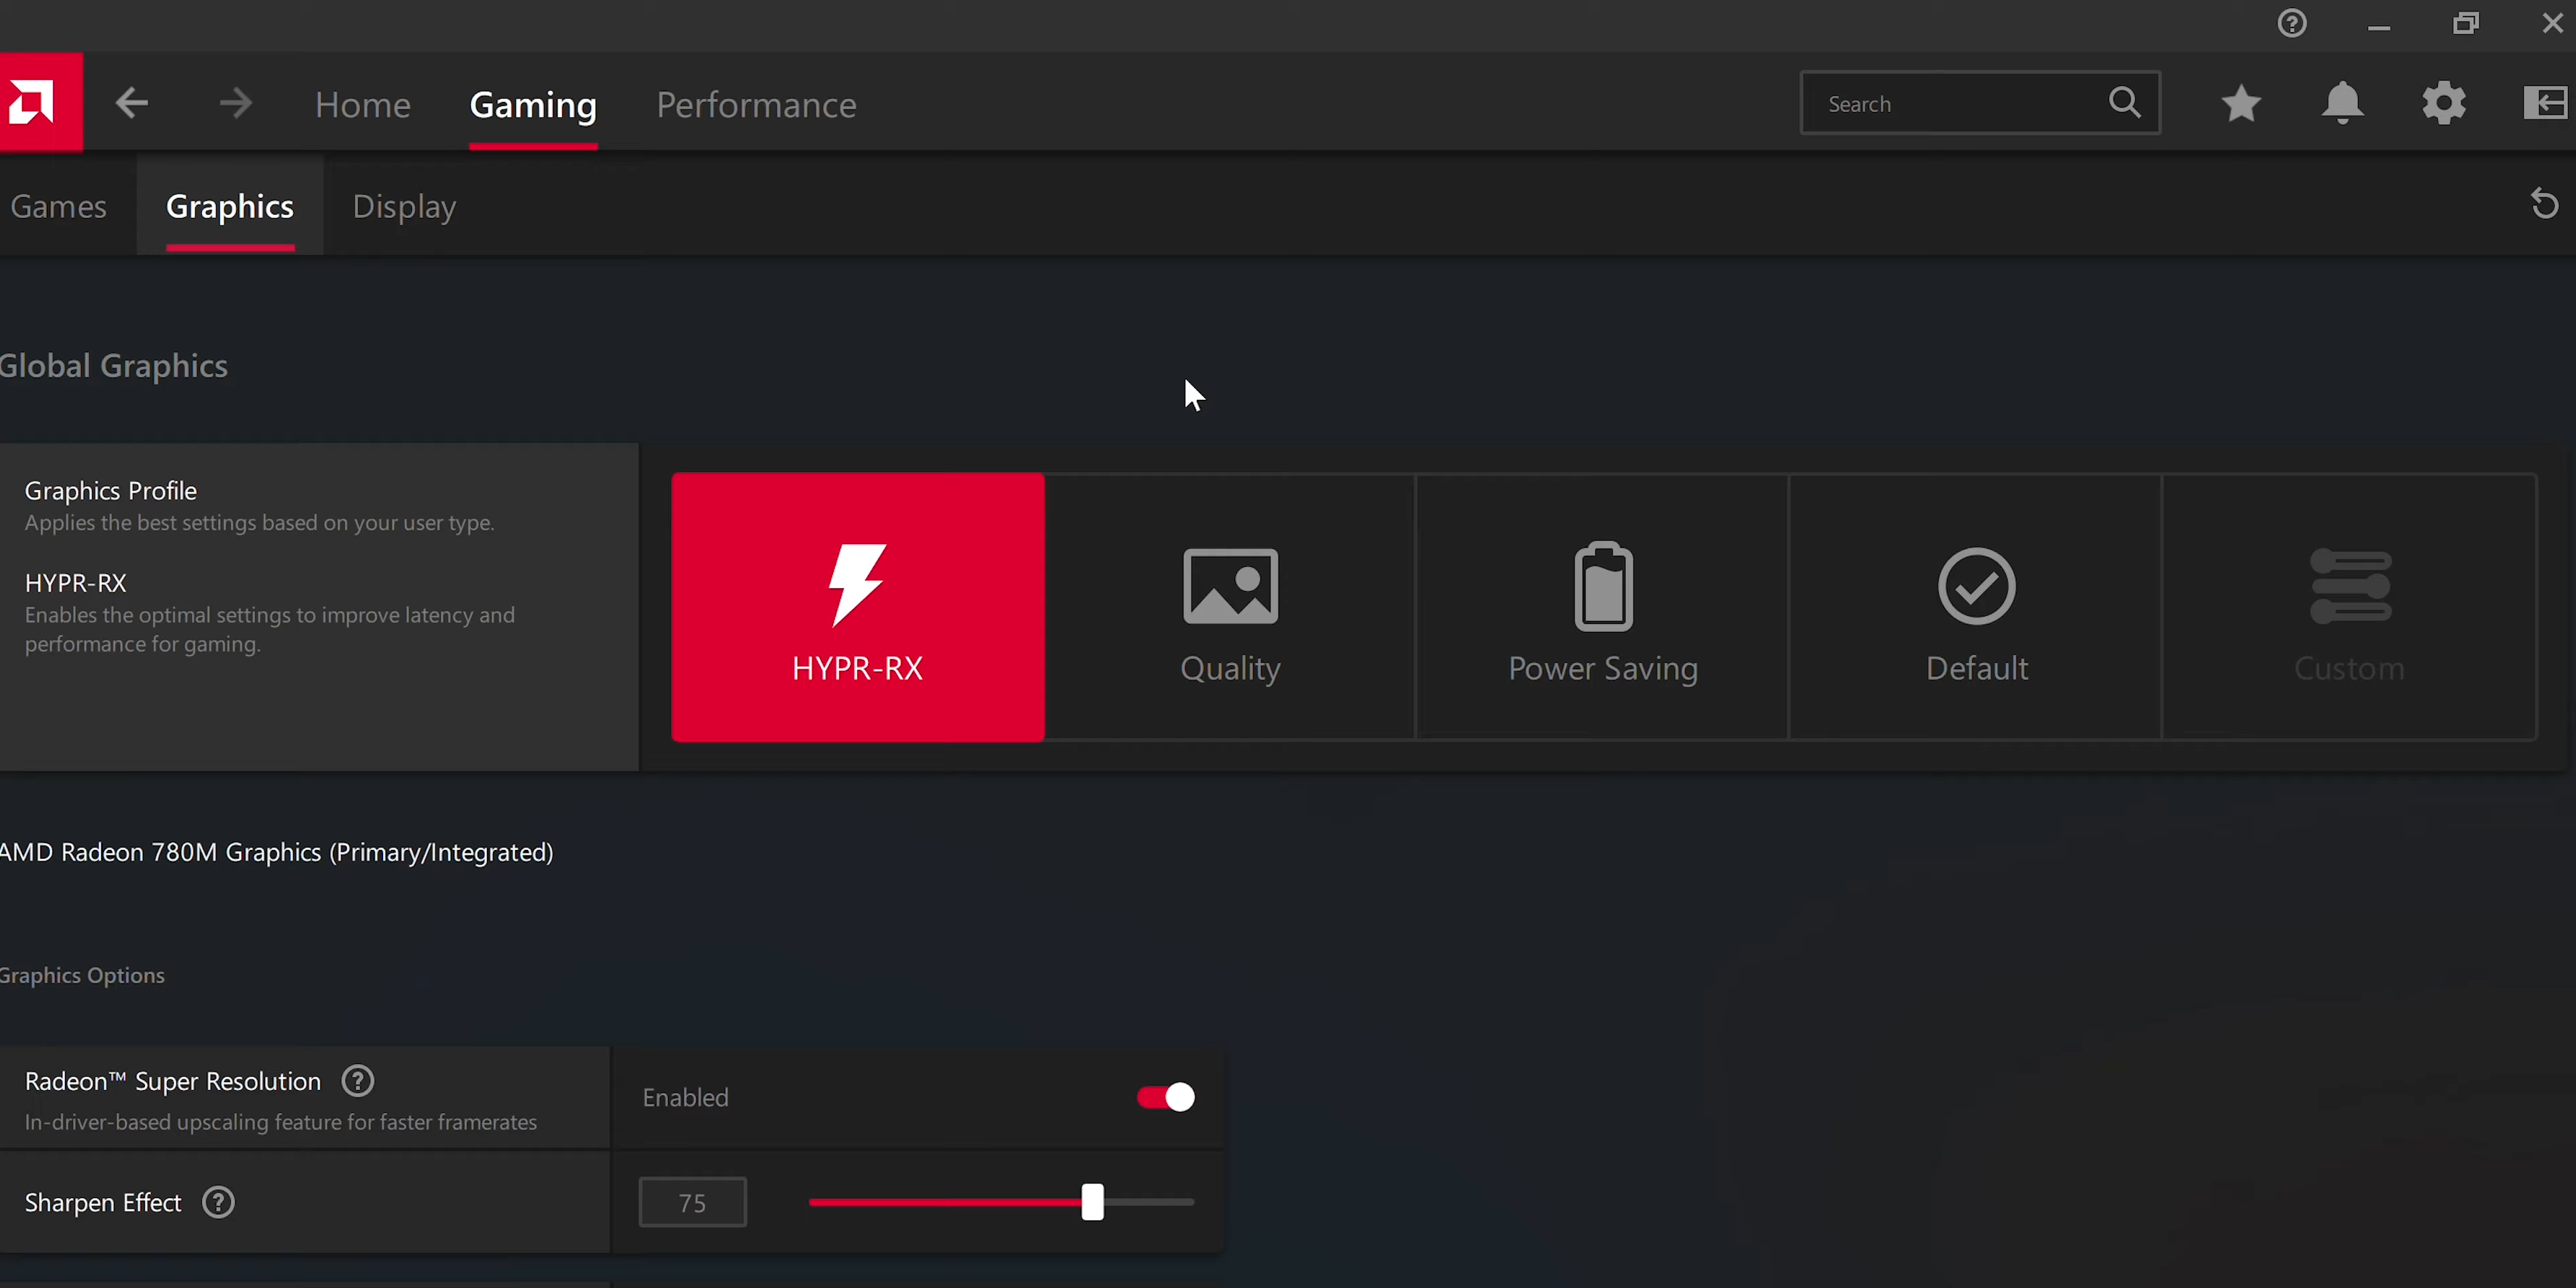 Home Gaming Performance Search
Games Graphics Display
Global Graphics
Graphics Profile
Applies the best settings based on your user type.
HYPR-RX
Enables the optimal settings to improve latency and
performance for gaming.
HYPR-RX Quality Power Saving Default Custom
AMD Radeon 780M Graphics (Primary/Integrated)
Graphics Options
Radeon™ Super Resolution
In-driver-based upscaling feature for faster framerates
Enabled
Sharpen Effect
75